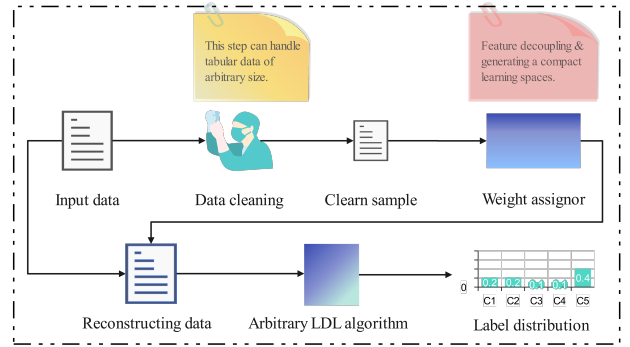 This step can handle
tabular data of
arbitrary size.
Feature decoupling &
generating a compact
learning spaces.
Input data
Data cleaning
Clearn sample
Weight assignor
Reconstructing data
Arbitrary LDL algorithm
0
0.2 0.2 0.1 0.1 0.4
C1 C2 C3 C4 C5
Label distribution